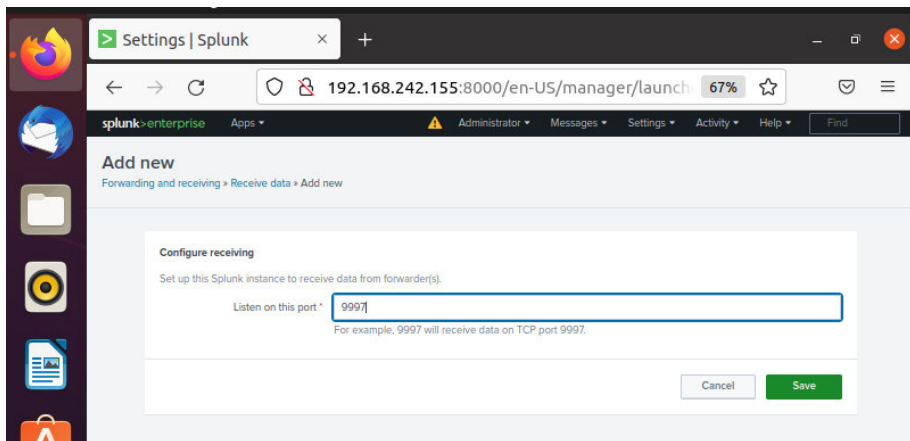 Settings | Splunk
192.168.242.155:8000/en-US/manager/launch 67%
splunk>enterprise Apps Administrator Messages Settings Activity Help Find
Add new
Forwarding and receiving » Receive data » Add new
Configure receiving
Set up this Splunk instance to receive data from forwarder(s).
Listen on this port * 9997
For example, 9997 will receive data on TCP port 9997.
Cancel Save